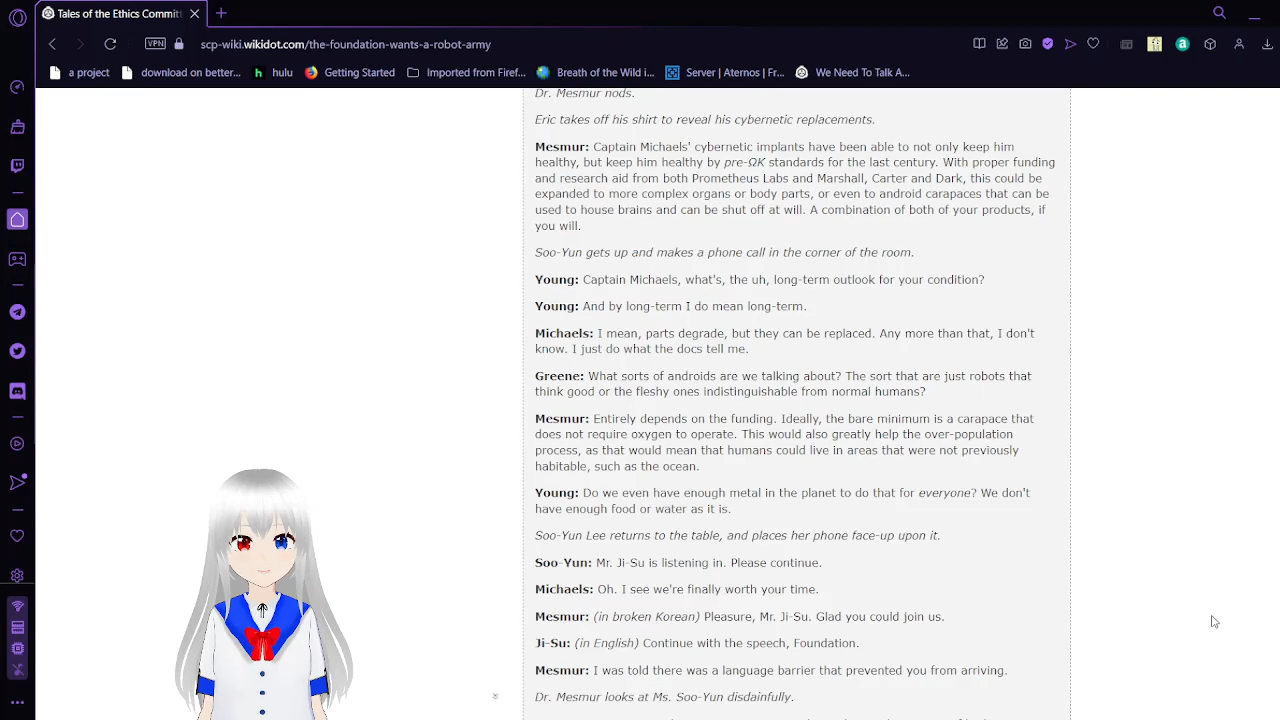 Tales of the Ethics Committ
VPN
scp-wiki.wikidot.com/the-foundation-wants-a-robot-army
a project
download on better...
h hulu
Getting Started
Imported from Firef...
Breath of the Wild i...
Server | Aternos | Fr...
We Need To Talk A...
Dr. Mesmur nods.
Eric takes off his shirt to reveal his cybernetic replacements.
Mesmur: Captain Michaels' cybernetic implants have been able to not only keep him
healthy, but keep him healthy by pre-ΩK standards for the last century. With proper funding
and research aid from both Prometheus Labs and Marshall, Carter and Dark, this could be
expanded to more complex organs or body parts, or even to android carapaces that can be
used to house brains and can be shut off at will. A combination of both of your products, if
you will.
Soo-Yun gets up and makes a phone call in the corner of the room.
Young: Captain Michaels, what's, the uh, long-term outlook for your condition?
Young: And by long-term I do mean long-term.
Michaels: I mean, parts degrade, but they can be replaced. Any more than that, I don't
know. I just do what the docs tell me.
Greene: What sorts of androids are we talking about? The sort that are just robots that
think good or the fleshy ones indistinguishable from normal humans?
Mesmur: Entirely depends on the funding. Ideally, the bare minimum is a carapace that
does not require oxygen to operate. This would also greatly help the over-population
process, as that would mean that humans could live in areas that were not previously
habitable, such as the ocean.
Young: Do we even have enough metal in the planet to do that for everyone? We don't
have enough food or water as it is.
Soo-Yun Lee returns to the table, and places her phone face-up upon it.
Soo-Yun: Mr. Ji-Su is listening in. Please continue.
Michaels: Oh. I see we're finally worth your time.
Mesmur: (in broken Korean) Pleasure, Mr. Ji-Su. Glad you could join us.
Ji-Su: (in English) Continue with the speech, Foundation.
Mesmur: I was told there was a language barrier that prevented you from arriving.
Dr. Mesmur looks at Ms. Soo-Yun disdainfully.